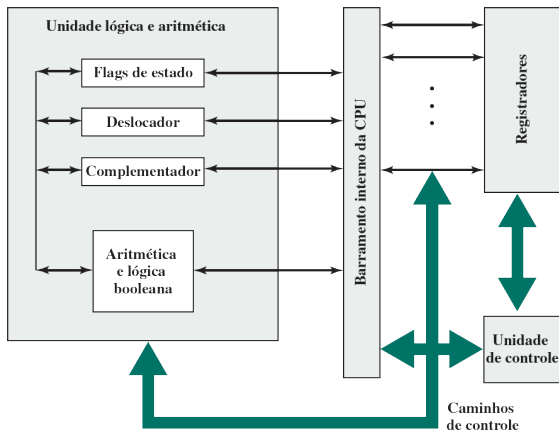 Unidade lógica e aritmética
Flags de estado
Deslocador
Complementador
Aritmética
e lógica
booleana
Barramento interno da CPU
Registradores
Unidade
de controle
Caminhos
de controle